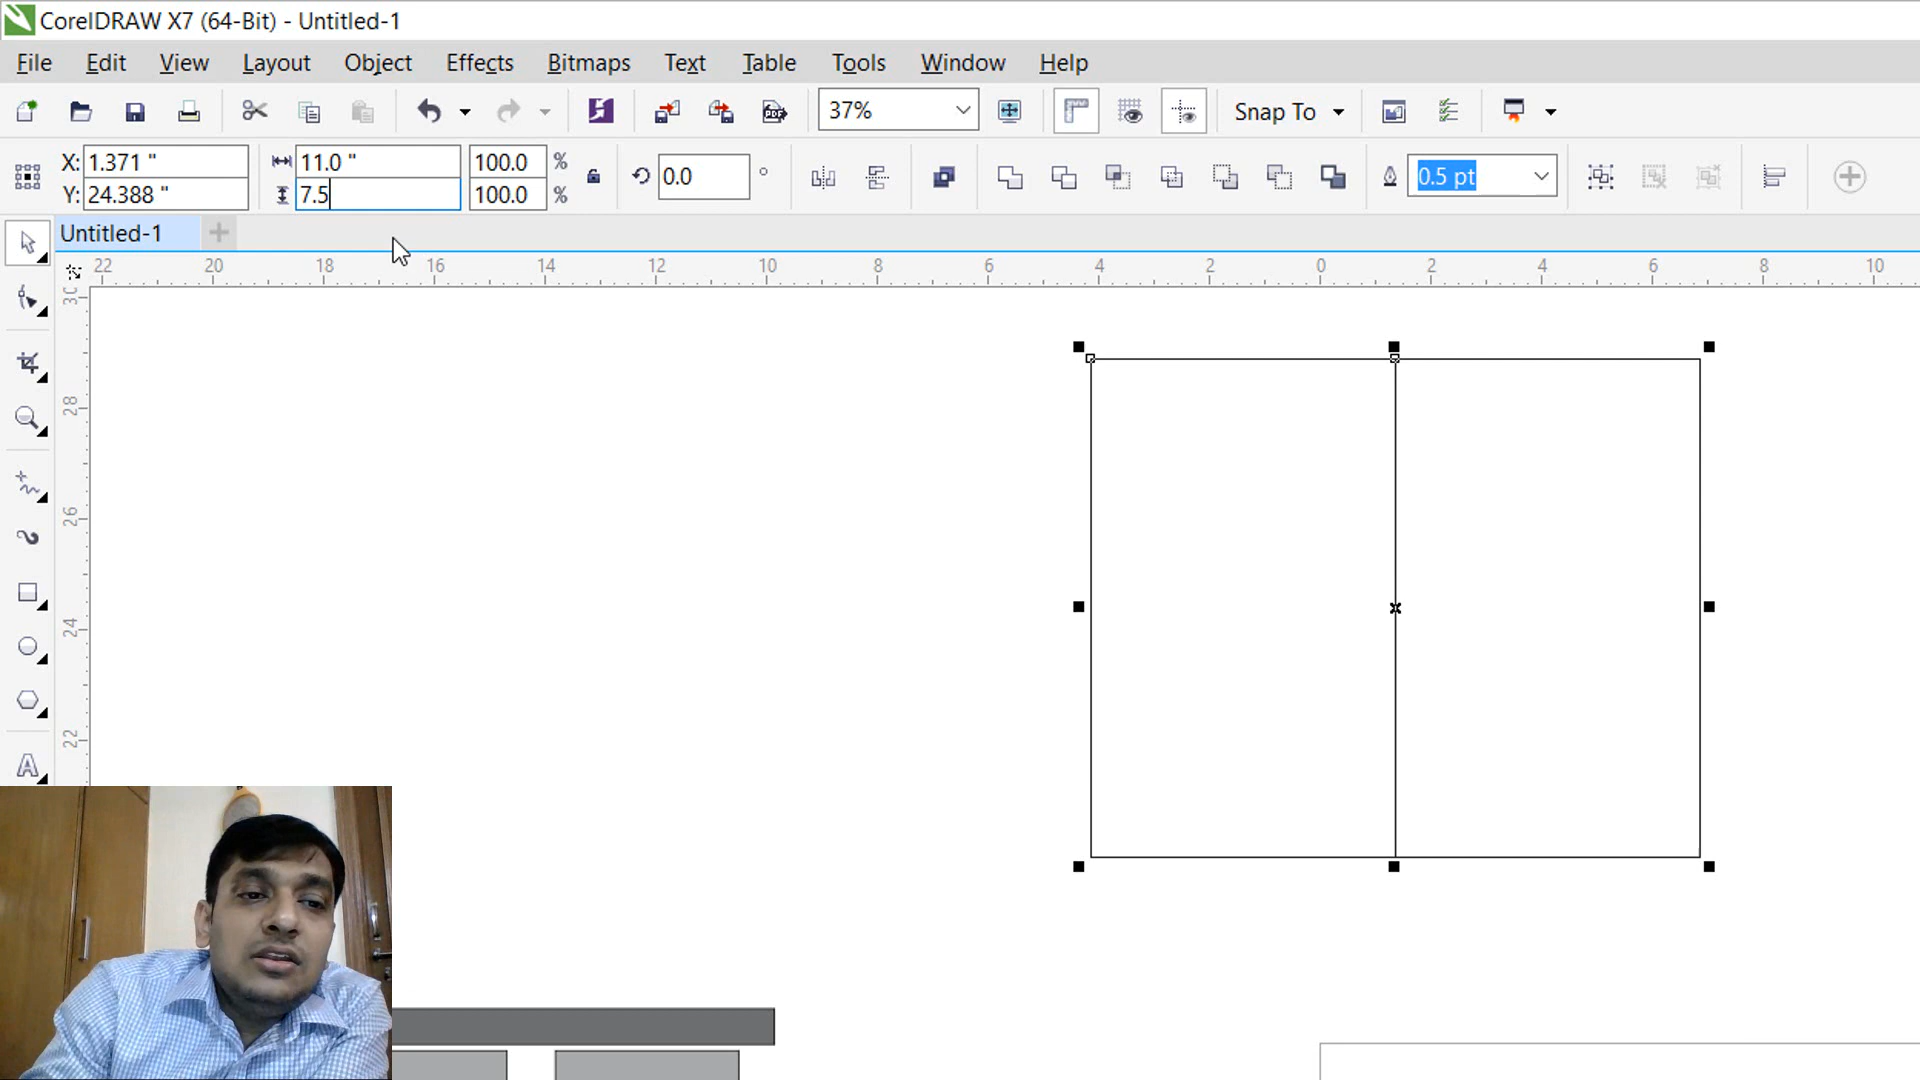 CorelDRAW X7 (64-Bit) - Untitled-1
File Edit View Layout Object Effects Bitmaps Text Table Tools Window Help
37% Snap To
X: 1.371 " 11.0 " 100.0 %
Y: 24.388 " 7.5 100.0 %
0.0 ° 0.5 pt
Untitled-1
22 20 18 16 14 12 10 8 6 4 2 0 2 4 6 8 10
28
26
24
22